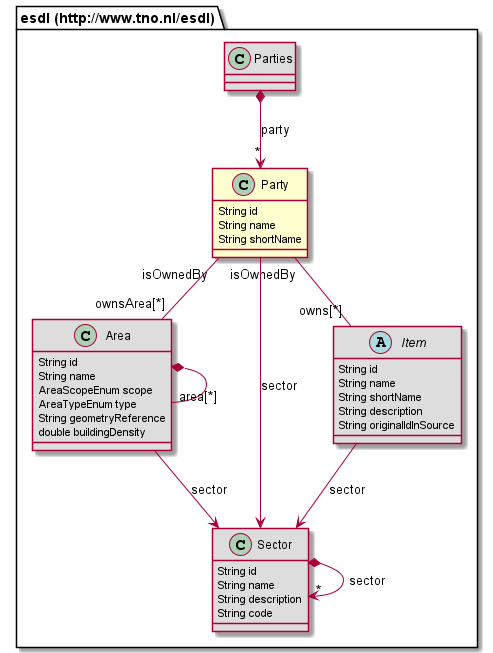 esdl (http://www.tno.nl/esdl)
C Parties
party
*
C Party
String id
String name
String shortName
isOwnedBy
isOwnedBy
ownsArea[*]
owns[*]
C Area
String id
String name
AreaScopeEnum scope
AreaTypeEnum type
String geometryReference
double buildingDensity
area[*]
sector
A Item
String id
String name
String shortName
String description
String originalIdInSource
sector
sector
C Sector
String id
String name
String description
String code
sector
*